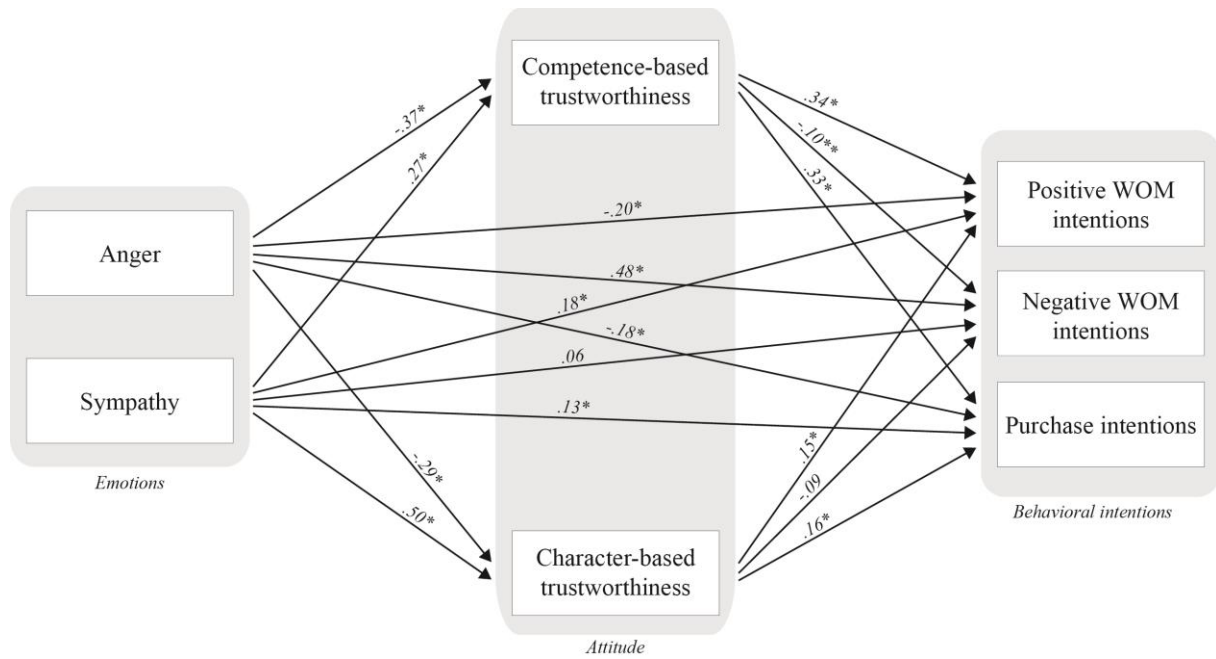 Competence-based
trustworthiness
-.37*
.27*
.34*
-.10**
.33*
Positive WOM
intentions
Anger
-.20*
.48*
.18*
-.18*
Negative WOM
intentions
Sympathy
.06
.13*
Purchase intentions
Emotions
-.29*
.50*
.15*
-.09
.16*
Behavioral intentions
Character-based
trustworthiness
Attitude